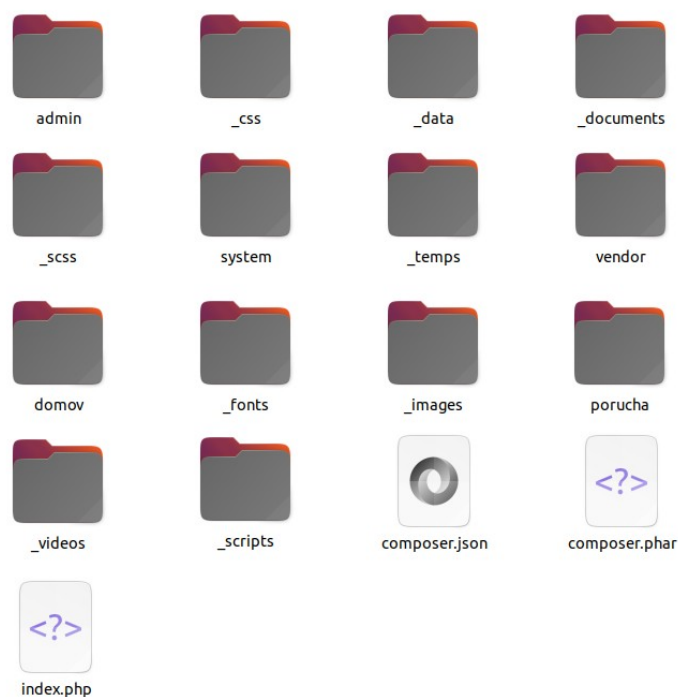 admin
_css
_data
_documents
_scss
system
_temps
vendor
domov
_fonts
_images
porucha
_videos
_scripts
composer.json
<?>
composer.phar
<?>
index.php